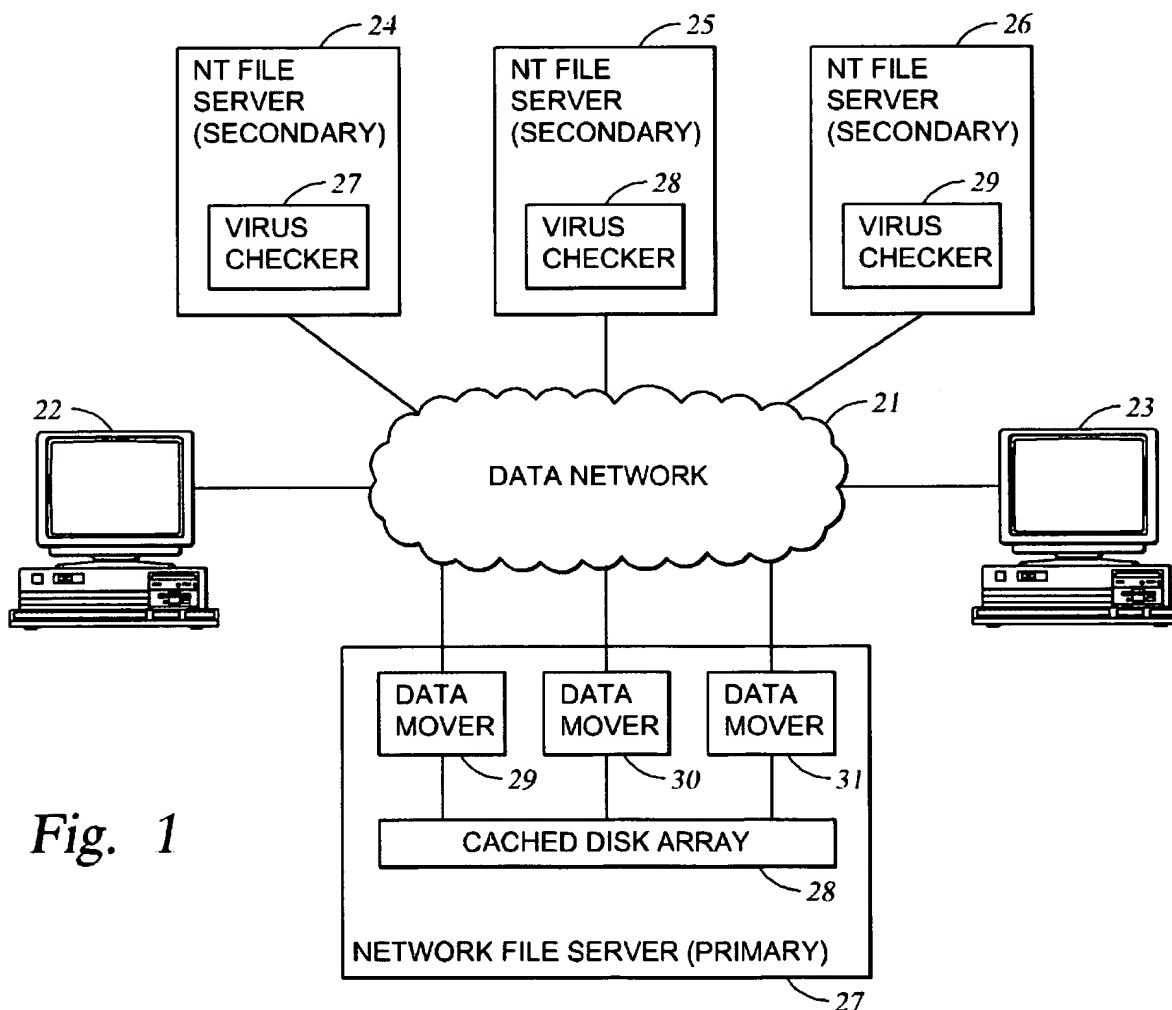 24
NT FILE
SERVER
(SECONDARY)
27
VIRUS
CHECKER
25
NT FILE
SERVER
(SECONDARY)
28
VIRUS
CHECKER
26
NT FILE
SERVER
(SECONDARY)
29
VIRUS
CHECKER
22
21
DATA NETWORK
23
DATA
MOVER
29
DATA
MOVER
30
DATA
MOVER
31
CACHED DISK ARRAY
28
NETWORK FILE SERVER (PRIMARY)
27
Fig. 1